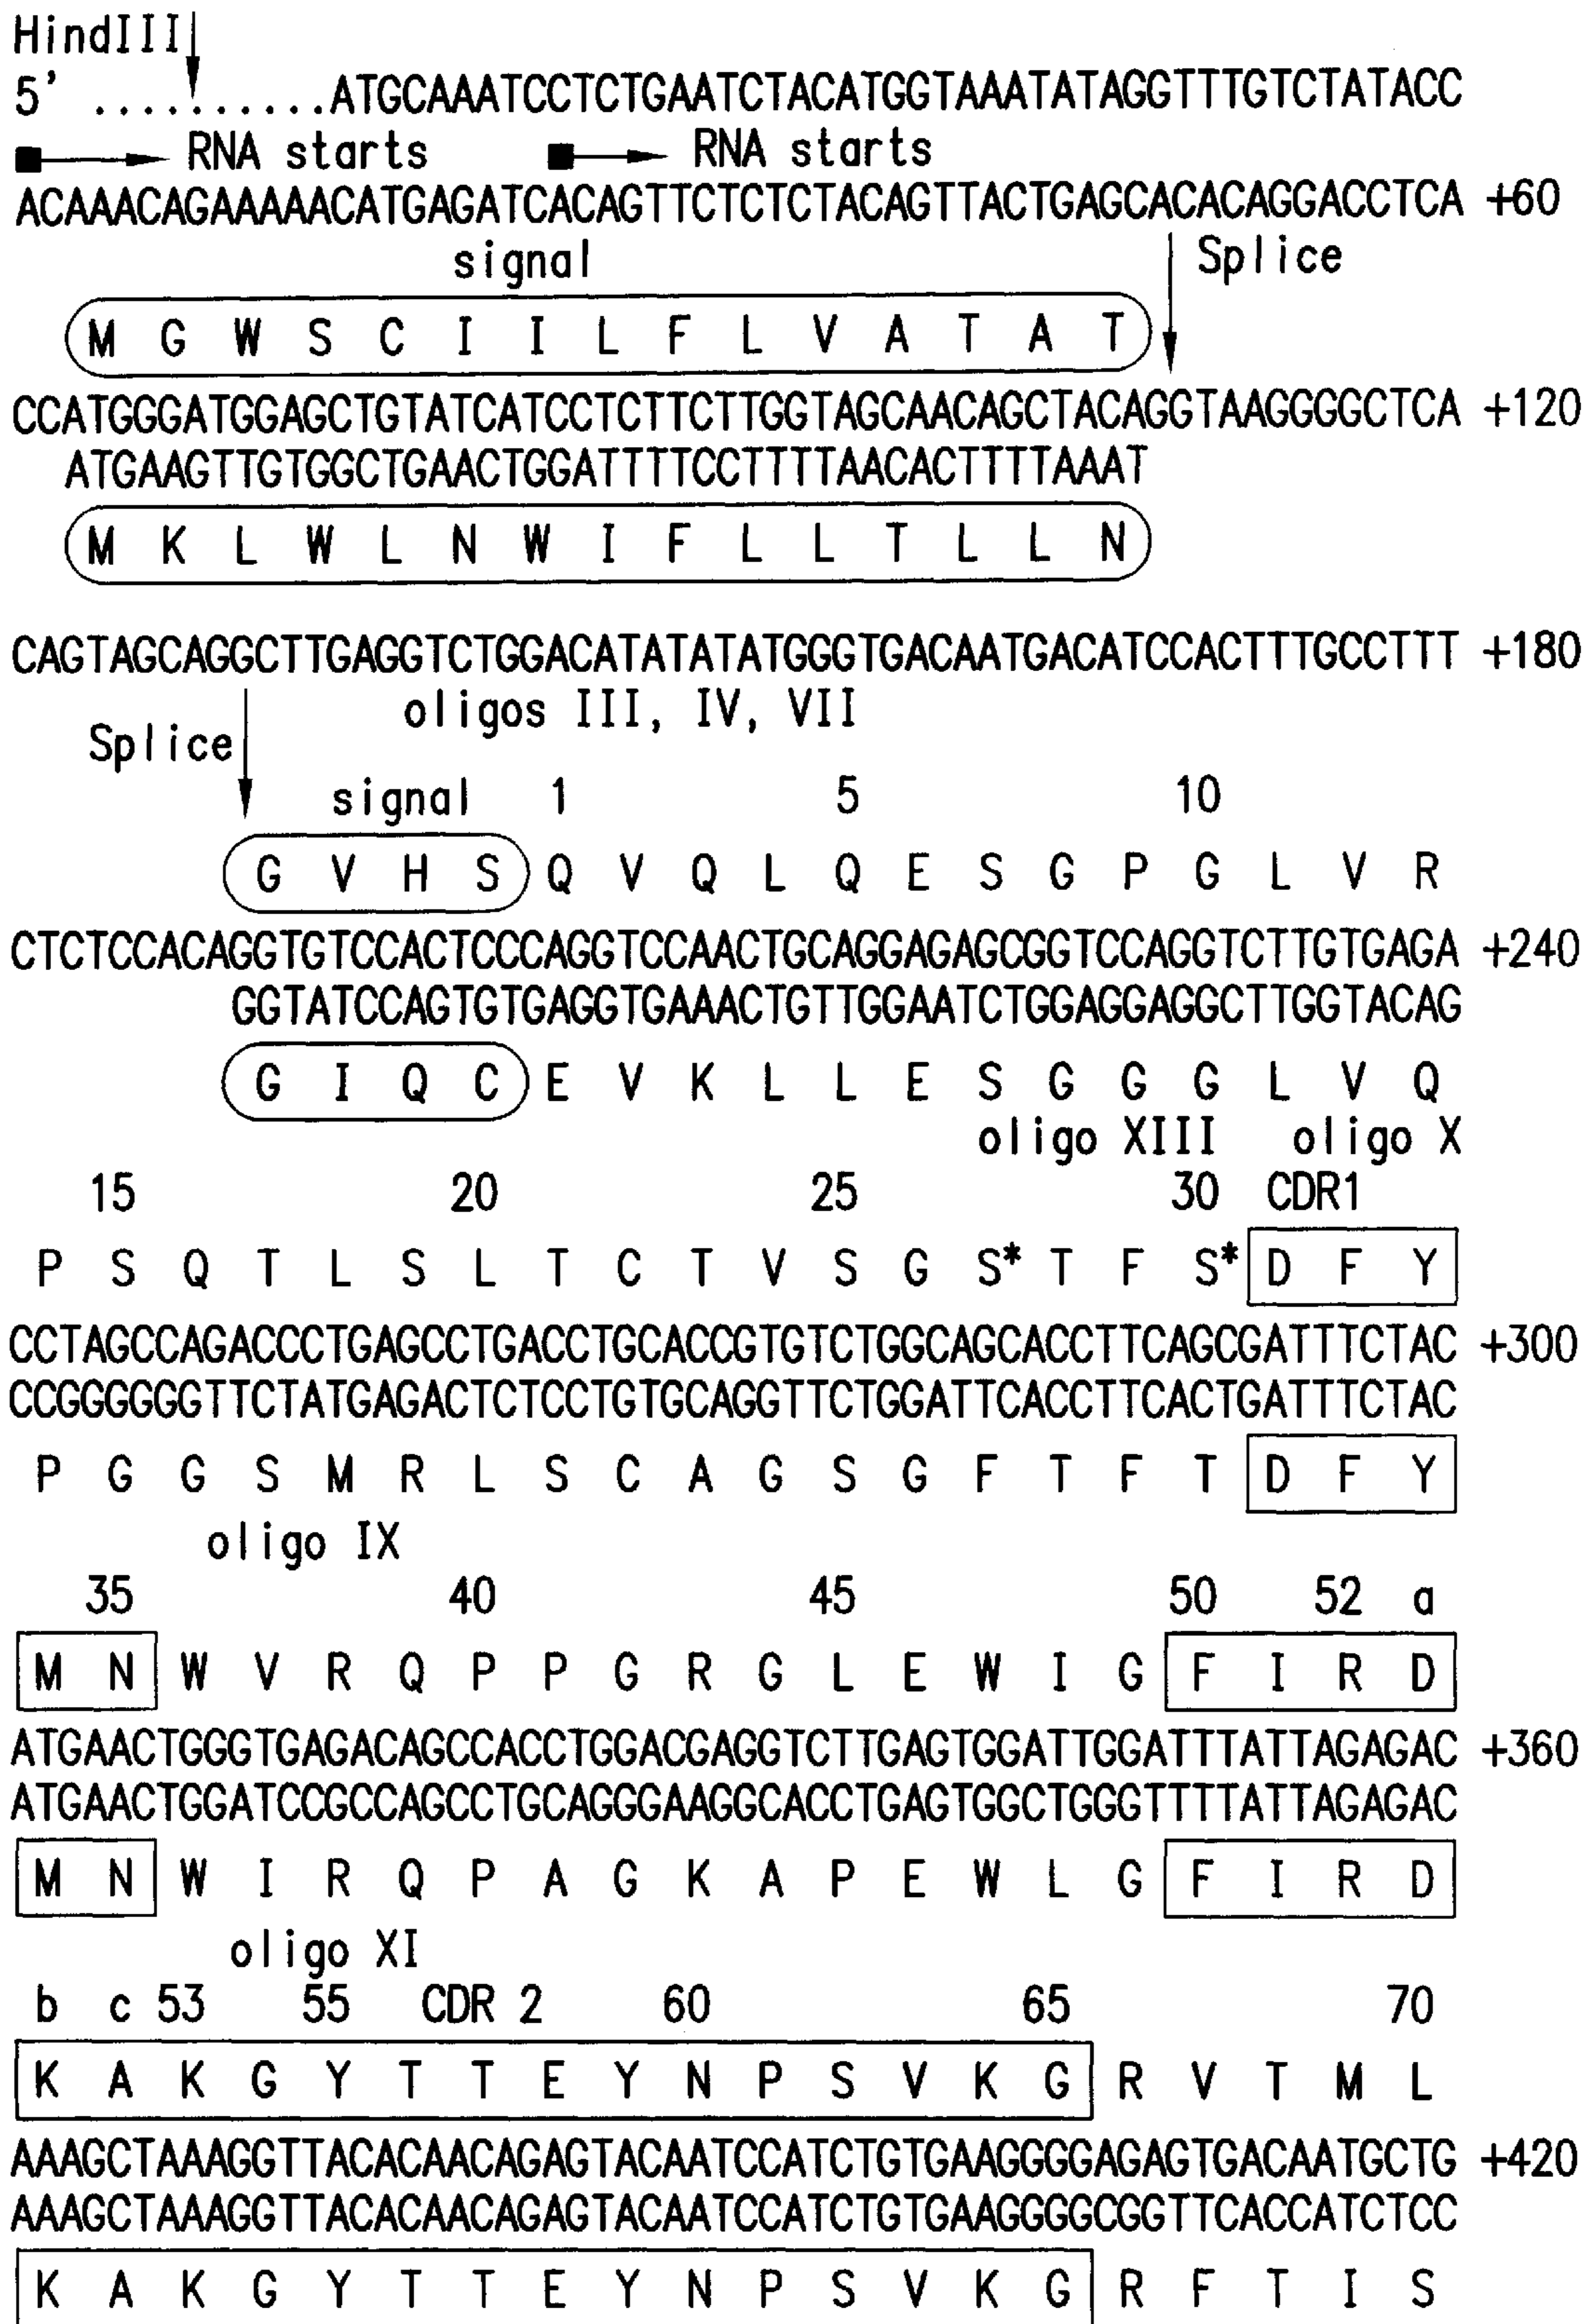 HindIII
5' ..........ATGCAAATCCTCTGAATCTACATGGTAAATATAGGTTTGTCTATACC
RNA starts RNA starts
ACAAACAGAAAAACATGAGATCACAGTTCTCTCTACAGTTACTGAGCACACAGGACCTCA +60
signal Splice
M G W S C I I L F L V A T A T
CCATGGGATGGAGCTGTATCATCCTCTTCTTGGTAGCAACAGCTACAGGTAAGGGGCTCA +120
ATGAAGTTGTGGCTGAACTGGATTTTCCTTTTAACACTTTTAAAT
M K L W L N W I F L L T L L N
CAGTAGCAGGCTTGAGGTCTGGACATATATATGGGTGACAATGACATCCACTTTGCCTTT +180
oligos III, IV, VII
Splice
signal 1 5 10
G V H S Q V Q L Q E S G P G L V R
CTCTCCACAGGTGTCCACTCCCAGGTCCAACTGCAGGAGAGCGGTCCAGGTCTTGTGAGA +240
GGTATCCAGTGTGAGGTGAAACTGTTGGAATCTGGAGGAGGCTTGGTACAG
G I Q C E V K L L E S G G G L V Q
oligo XIII oligo X
15 20 25 30 CDR1
P S Q T L S L T C T V S G S* T F S* D F Y
CCTAGCCAGACCCTGAGCCTGACCTGCACCGTGTCTGGCAGCACCTTCAGCGATTTCTAC +300
CCGGGGGGTTCTATGAGACTCTCCTGTGCAGGTTCTGGATTCACCTTCACTGATTTCTAC
P G G S M R L S C A G S G F T F T D F Y
oligo IX
35 40 45 50 52 a
M N W V R Q P P G R G L E W I G F I R D
ATGAACTGGGTGAGACAGCCACCTGGACGAGGTCTTGAGTGGATTGGATTTATTAGAGAC +360
ATGAACTGGATCCGCCAGCCTGCAGGGAAGGCACCTGAGTGGCTGGGTTTTATTAGAGAC
M N W I R Q P A G K A P E W L G F I R D
oligo XI
b c 53 55 CDR 2 60 65 70
K A K G Y T T E Y N P S V K G R V T M L
AAAGCTAAAGGTTACACAACAGAGTACAATCCATCTGTGAAGGGGAGAGTGACAATGCTG +420
AAAGCTAAAGGTTACACAACAGAGTACAATCCATCTGTGAAGGGGCGGTTCACCATCTCC
K A K G Y T T E Y N P S V K G R F T I S